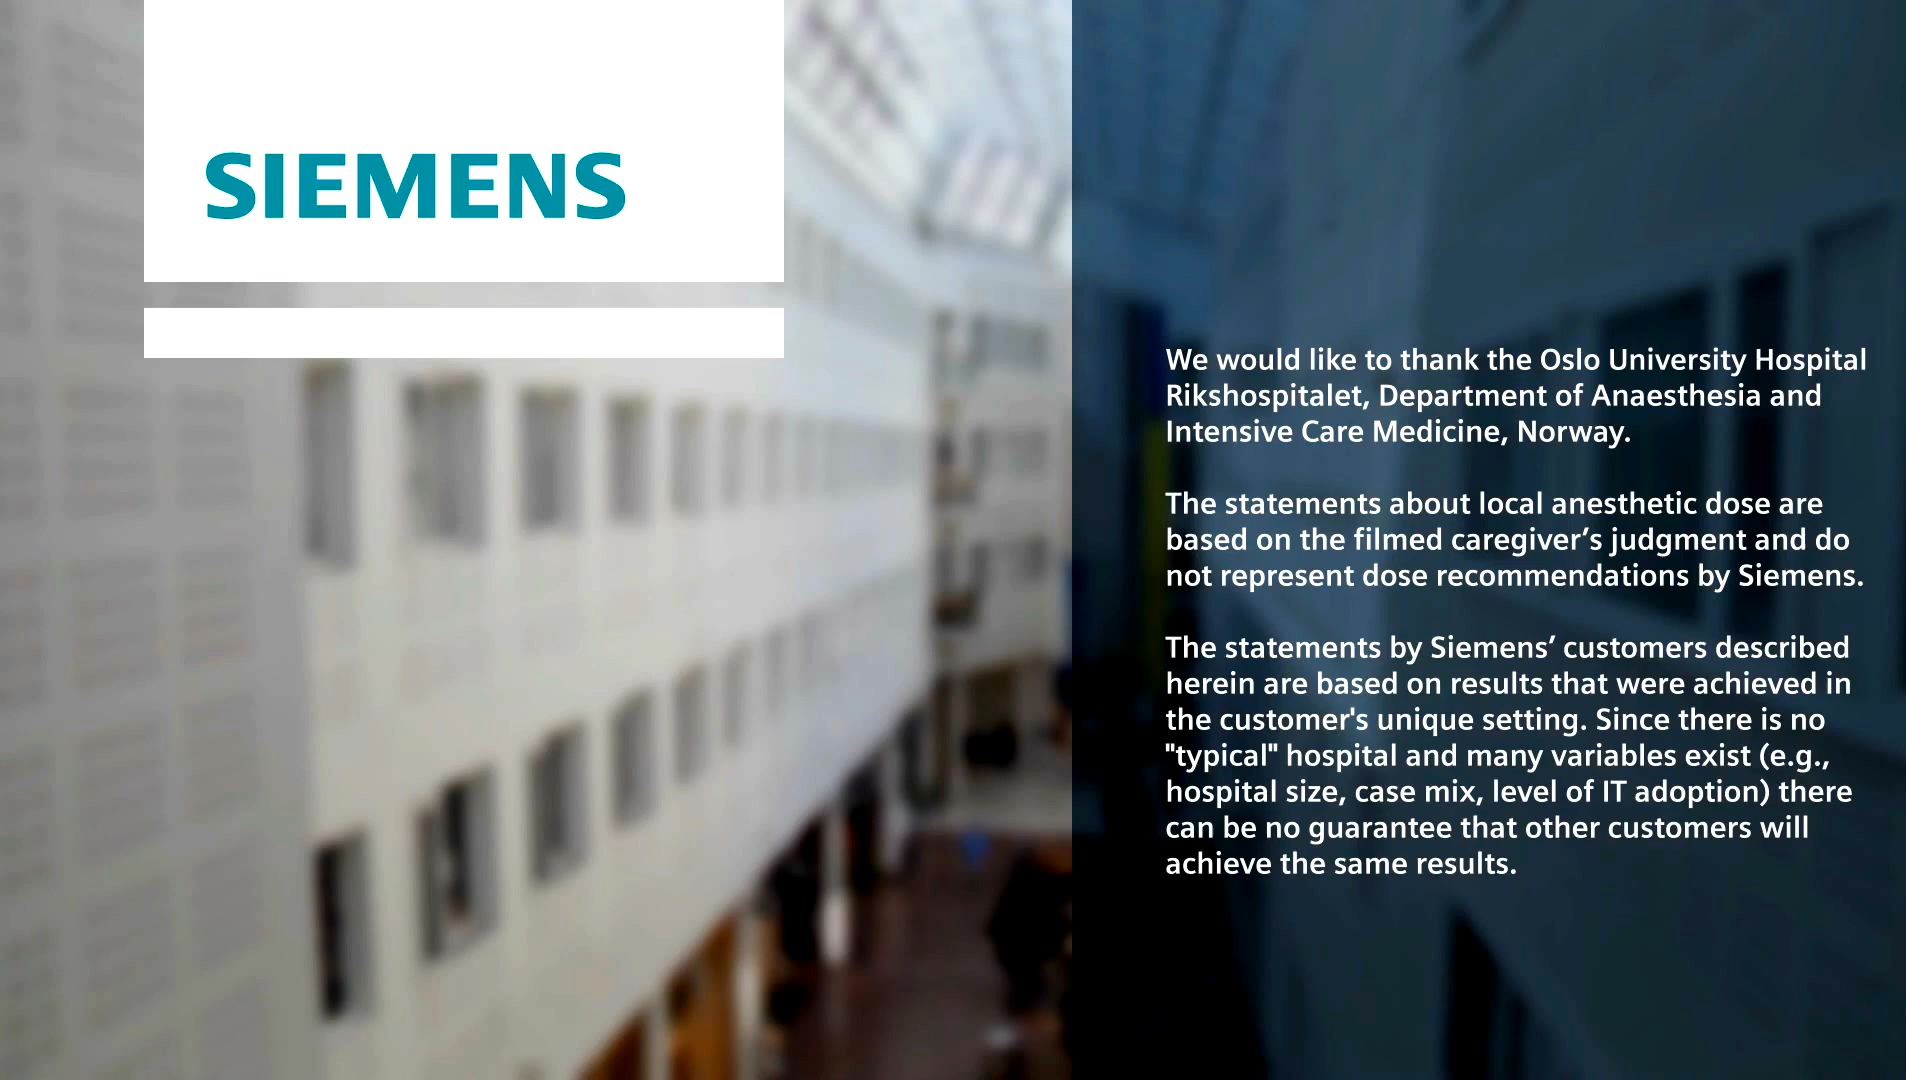 SIEMENS
We would like to thank the Oslo University Hospital
Rikshospitalet, Department of Anaesthesia and
Intensive Care Medicine, Norway.
The statements about local anesthetic dose are
based on the filmed caregiver’s judgment and do
not represent dose recommendations by Siemens.
The statements by Siemens’ customers described
herein are based on results that were achieved in
the customer's unique setting. Since there is no
"typical" hospital and many variables exist (e.g.,
hospital size, case mix, level of IT adoption) there
can be no guarantee that other customers will
achieve the same results.